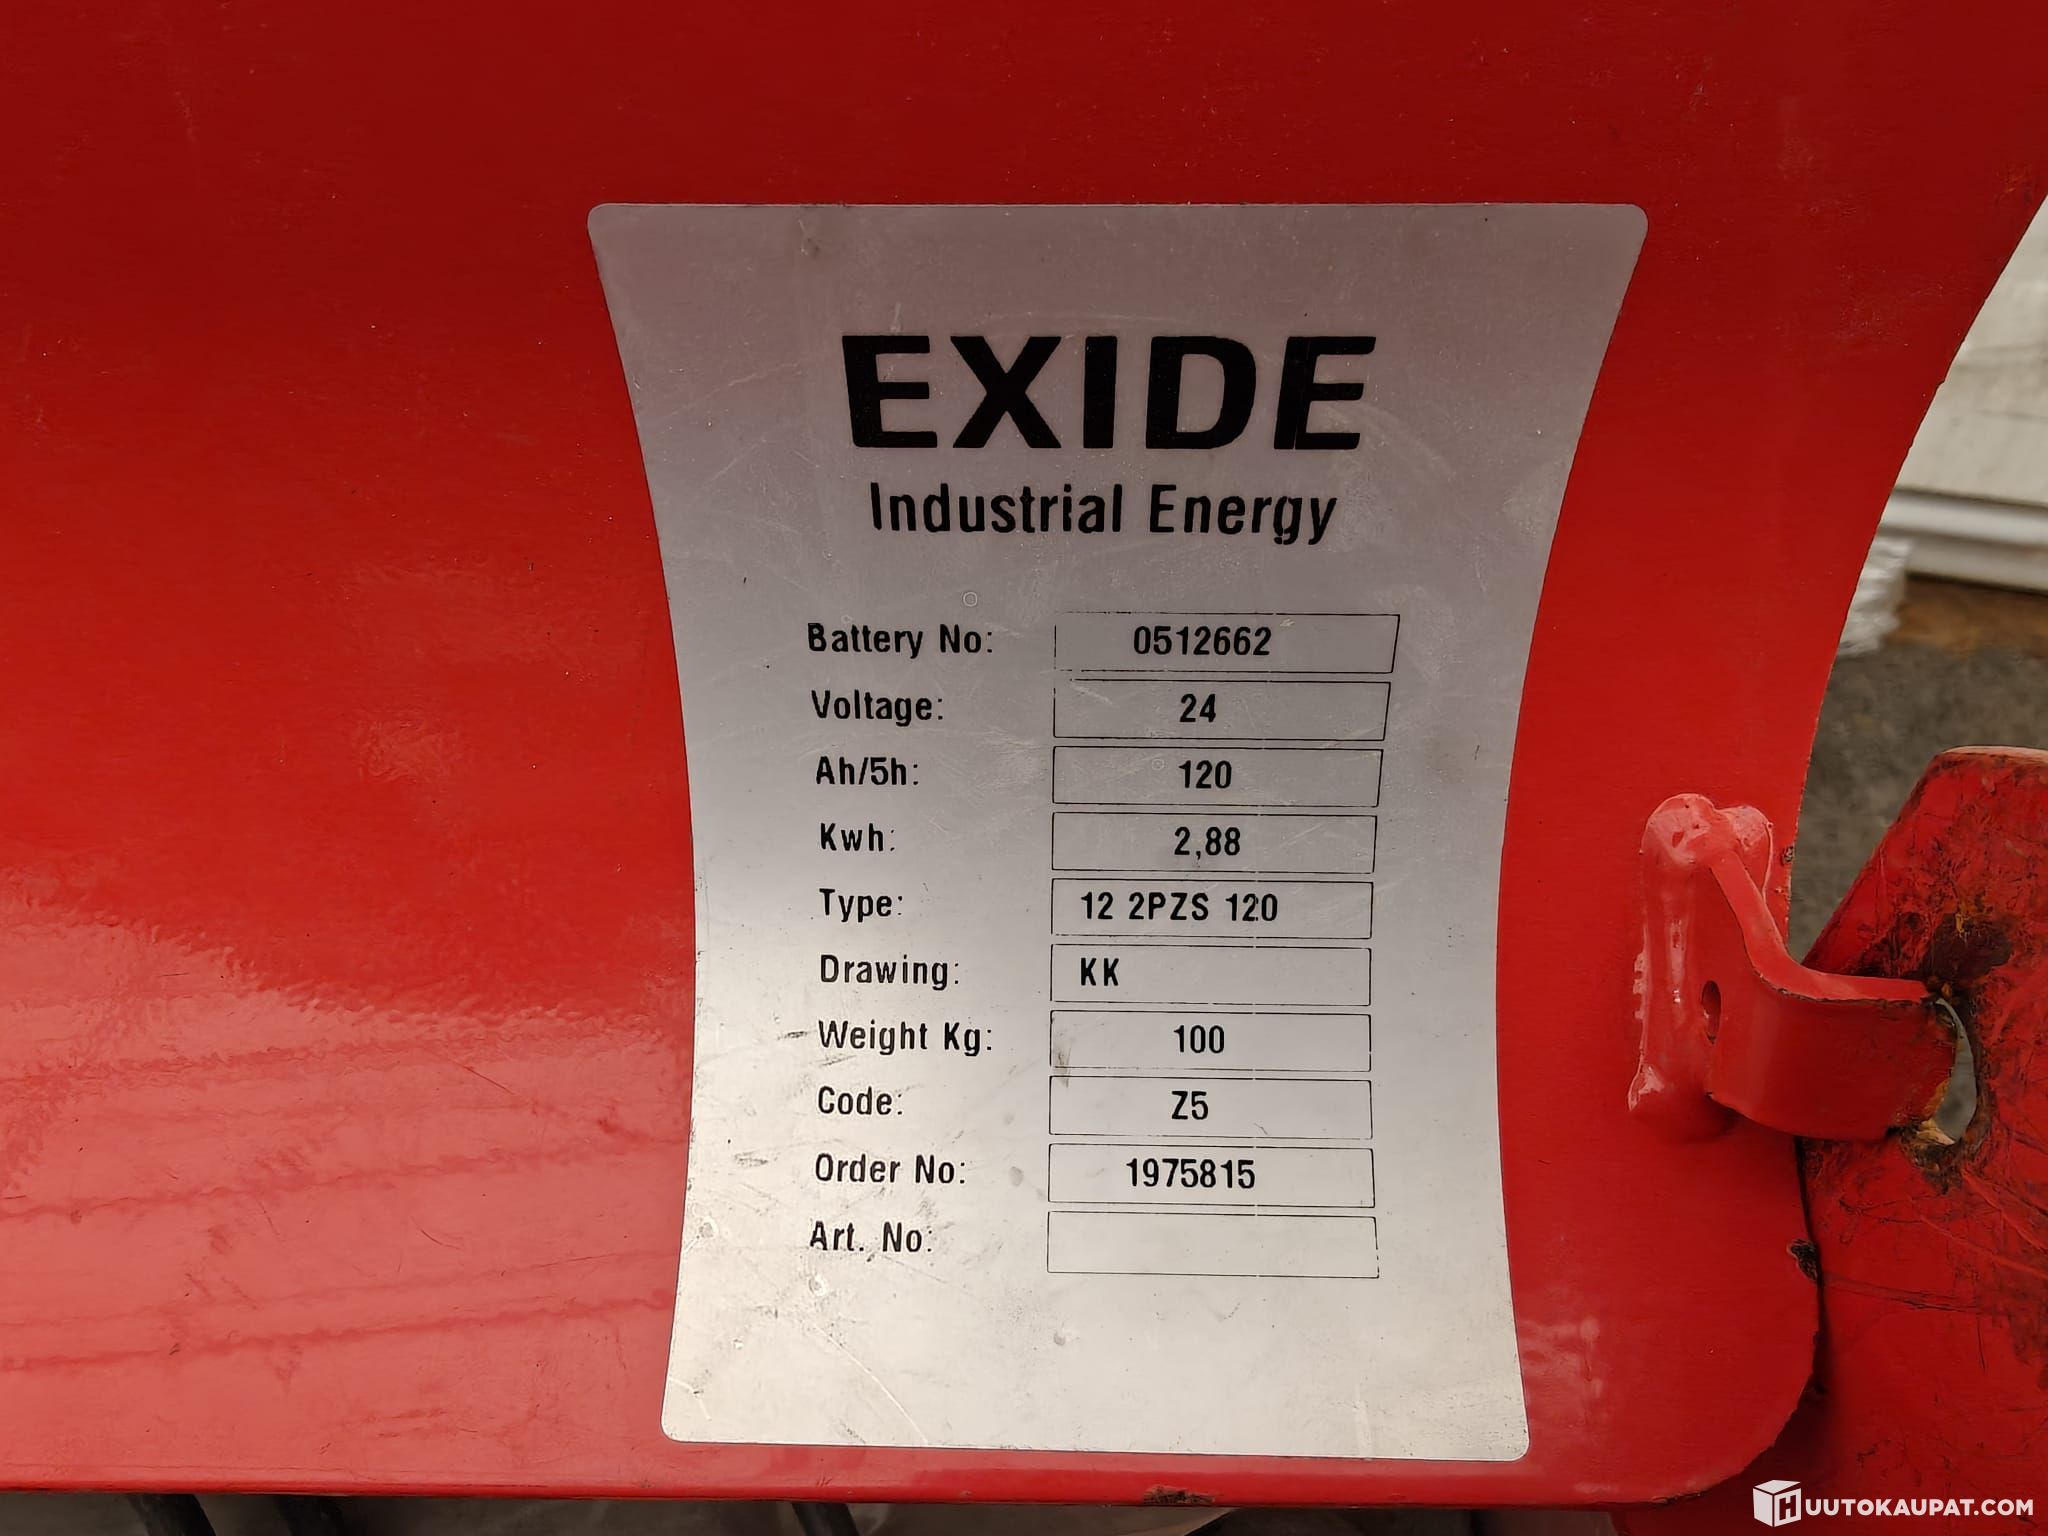 EXIDE
Industrial Energy
Battery No: 0512662
Voltage: 24
Ah/5h: 120
Kwh: 2,88
Type: 12 2PZS 120
Drawing: KK
Weight Kg: 100
Code: Z5
Order No: 1975815
Art. No:
HUUTOKAUPAT.COM